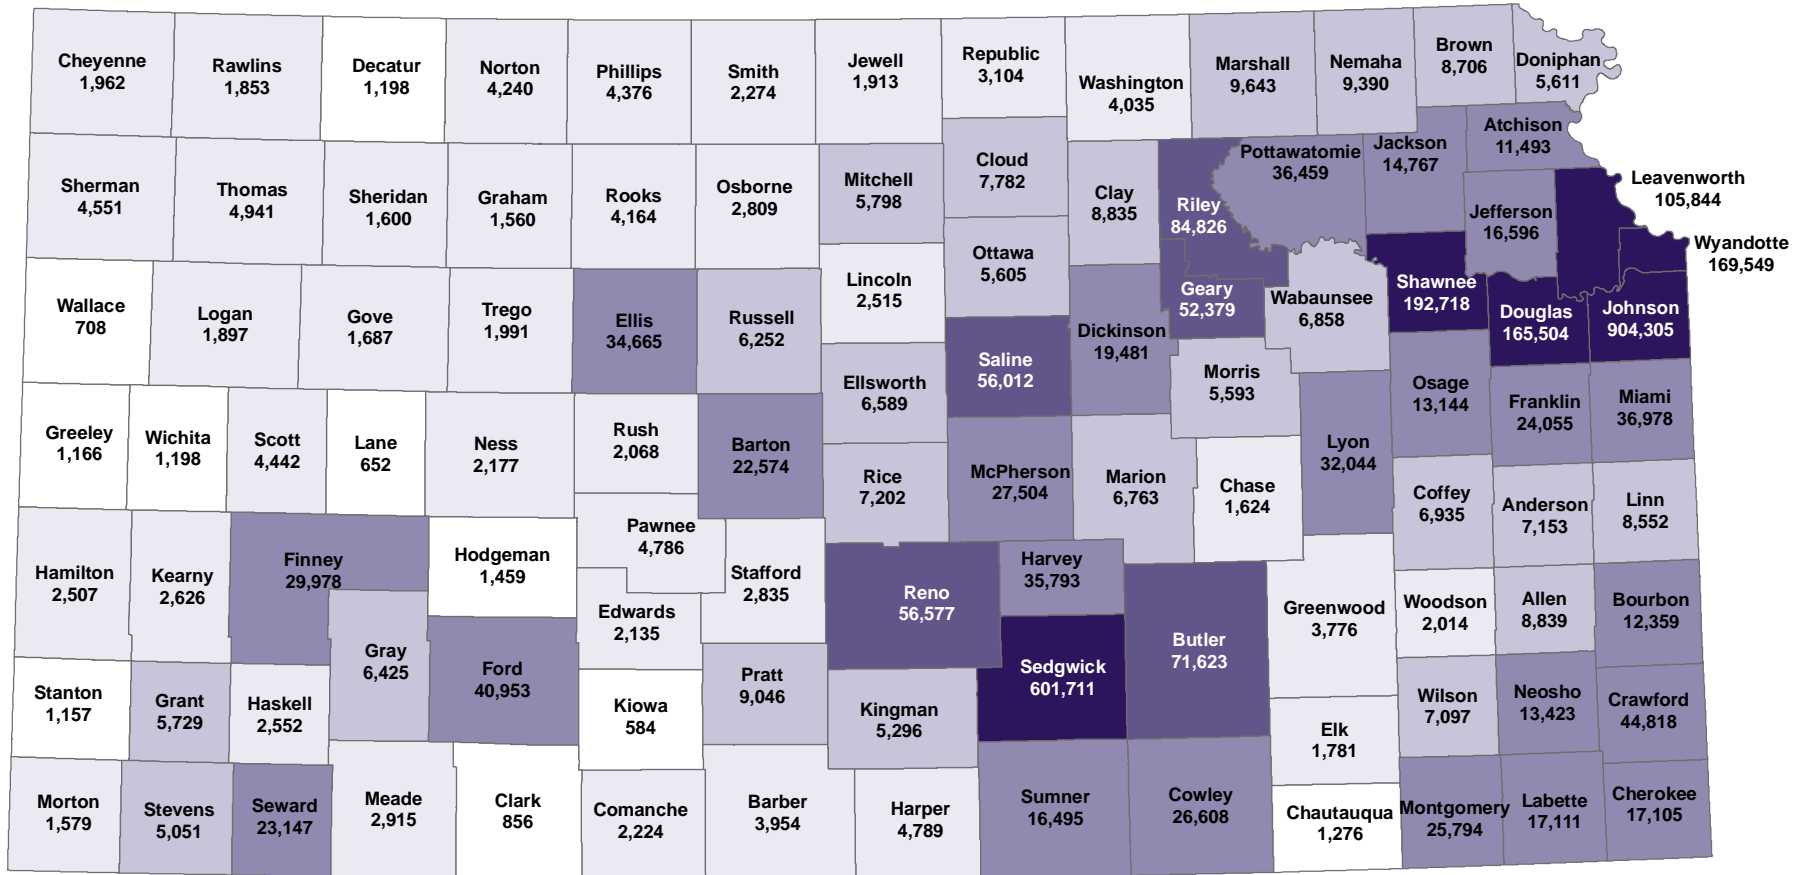 Cheyenne
1,962
Rawlins
1,853
Decatur
1,198
Norton
4,240
Phillips
4,376
Smith
2,274
Jewell
1,913
Republic
3,104
Washington
4,035
Marshall
9,643
Nemaha
9,390
Brown
8,706
Doniphan
5,611
Sherman
4,551
Thomas
4,941
Sheridan
1,600
Graham
1,560
Rooks
4,164
Osborne
2,809
Mitchell
5,798
Cloud
7,782
Clay
8,835
Riley
84,826
Pottawatomie
36,459
Jackson
14,767
Atchison
11,493
Jefferson
16,596
Leavenworth
105,844
Wyandotte
169,549
Wallace
708
Logan
1,897
Gove
1,687
Trego
1,991
Ellis
34,665
Russell
6,252
Lincoln
2,515
Ottawa
5,605
Saline
56,012
Dickinson
19,481
Geary
52,379
Wabaunsee
6,858
Shawnee
192,718
Douglas
165,504
Johnson
904,305
Greeley
1,166
Wichita
1,198
Scott
4,442
Lane
652
Ness
2,177
Rush
2,068
Barton
22,574
Ellsworth
6,589
Rice
7,202
McPherson
27,504
Marion
6,763
Morris
5,593
Chase
1,624
Lyon
32,044
Osage
13,144
Franklin
24,055
Miami
36,978
Coffey
6,935
Anderson
7,153
Linn
8,552
Hamilton
2,507
Kearny
2,626
Finney
29,978
Hodgeman
1,459
Pawnee
4,786
Edwards
2,135
Stafford
2,835
Reno
56,577
Harvey
35,793
Butler
71,623
Greenwood
3,776
Woodson
2,014
Allen
8,839
Bourbon
12,359
Stanton
1,157
Grant
5,729
Haskell
2,552
Gray
6,425
Ford
40,953
Kiowa
584
Pratt
9,046
Kingman
5,296
Sedgwick
601,711
Elk
1,781
Wilson
7,097
Neosho
13,423
Crawford
44,818
Morton
1,579
Stevens
5,051
Seward
23,147
Meade
2,915
Clark
856
Comanche
2,224
Barber
3,954
Harper
4,789
Sumner
16,495
Cowley
26,608
Chautauqua
1,276
Montgomery
25,794
Labette
17,111
Cherokee
17,105